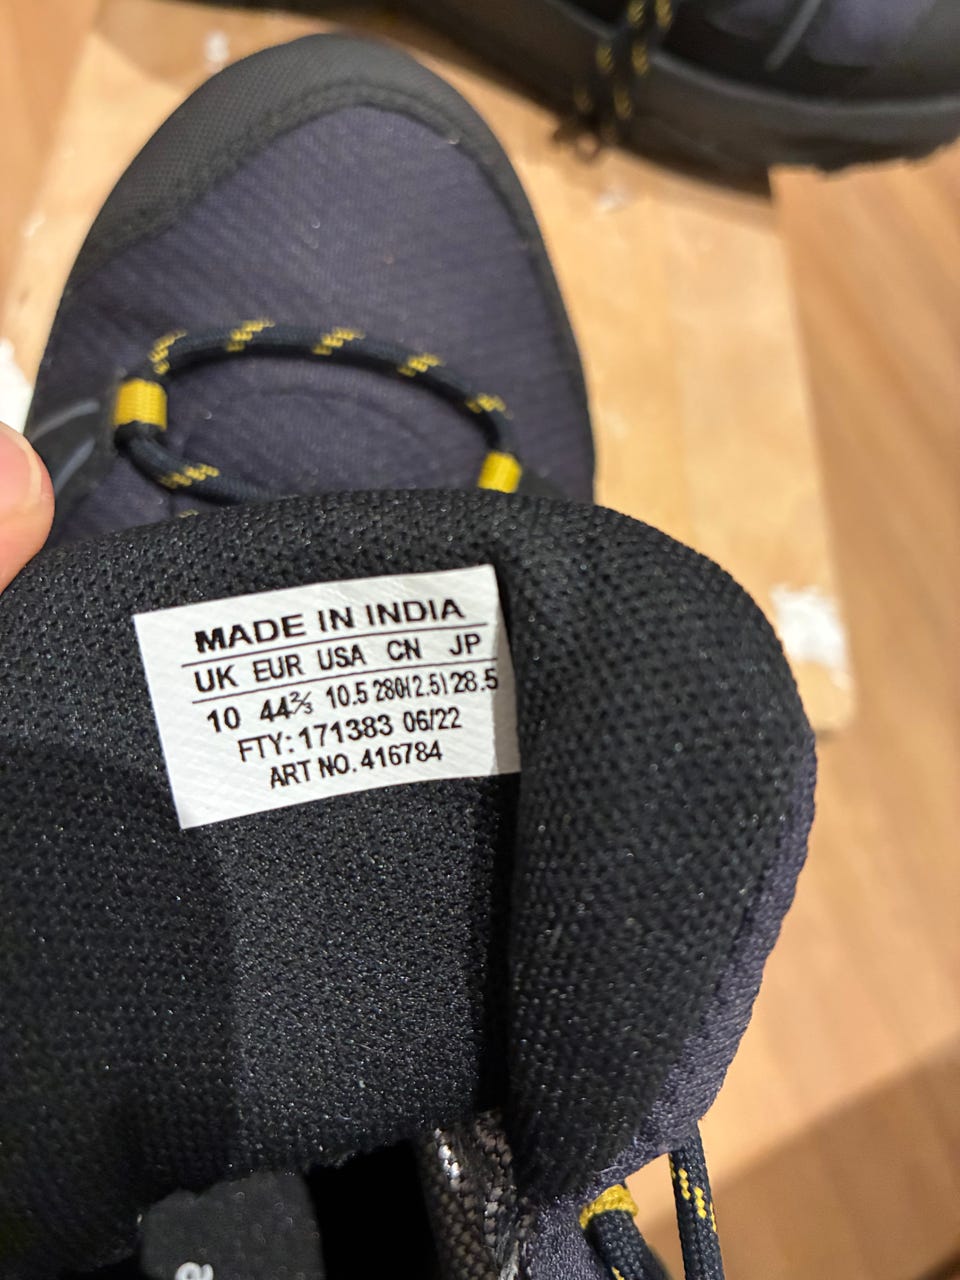 MADE IN INDIA
UK EUR USA CN JP
10 44⅔ 10.5 280(2.5) 28.5
FTY:171383 06/22
ART NO. 416784